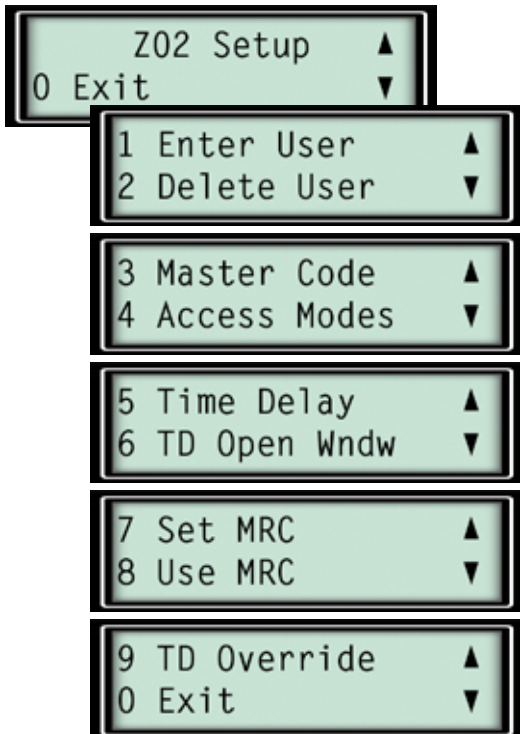 Z02 Setup ▲
0 Exit ▼
1 Enter User ▲
2 Delete User ▼
3 Master Code ▲
4 Access Modes ▼
5 Time Delay ▲
6 TD Open Wndw ▼
7 Set MRC ▲
8 Use MRC ▼
9 TD Override ▲
0 Exit ▼